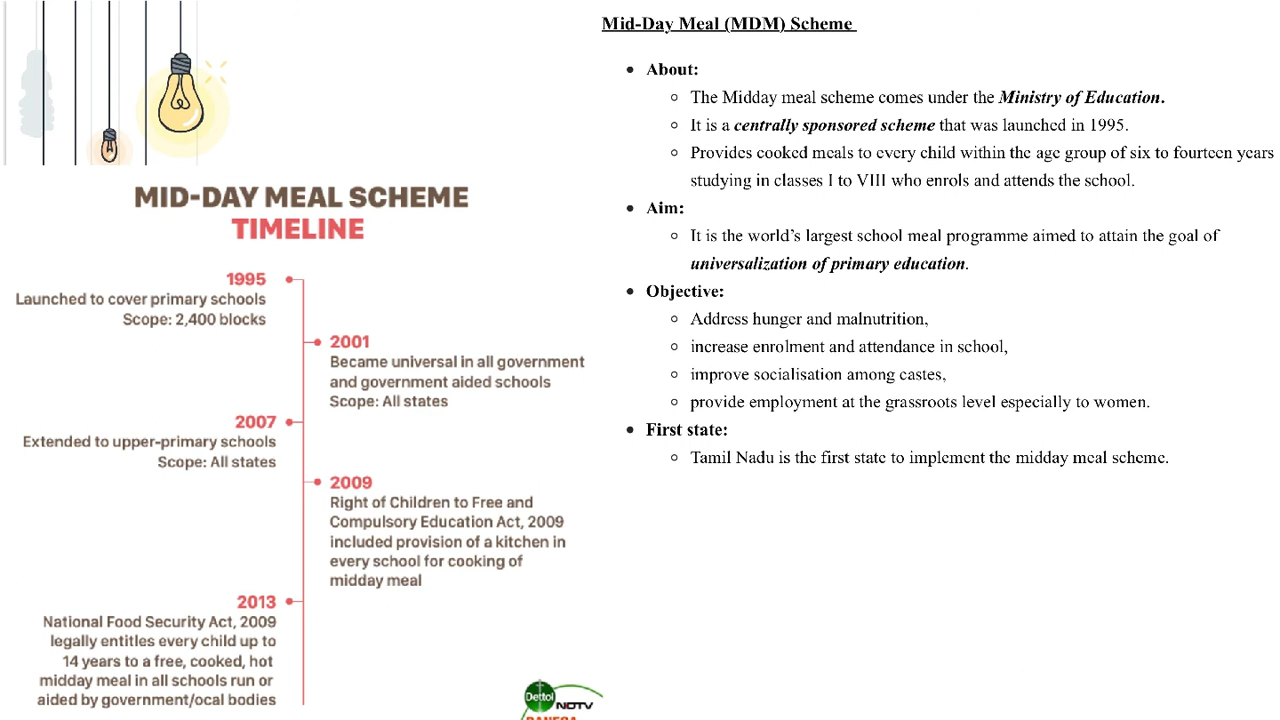 MID-DAY MEAL SCHEME
TIMELINE
1995
Launched to cover primary schools
Scope: 2,400 blocks
2001
Became universal in all government
and government aided schools
Scope: All states
2007
Extended to upper-primary schools
Scope: All states
2009
Right of Children to Free and
Compulsory Education Act, 2009
included provision of a kitchen in
every school for cooking of
midday meal
2013
National Food Security Act, 2009
legally entitles every child up to
14 years to a free, cooked, hot
midday meal in all schools run or
aided by government/ocal bodies
Dettol
NDTV
BANEGA
Mid-Day Meal (MDM) Scheme
• About:
○ The Midday meal scheme comes under the Ministry of Education.
○ It is a centrally sponsored scheme that was launched in 1995.
○ Provides cooked meals to every child within the age group of six to fourteen years
studying in classes I to VIII who enrols and attends the school.
• Aim:
○ It is the world’s largest school meal programme aimed to attain the goal of
universalization of primary education.
• Objective:
○ Address hunger and malnutrition,
○ increase enrolment and attendance in school,
○ improve socialisation among castes,
○ provide employment at the grassroots level especially to women.
• First state:
○ Tamil Nadu is the first state to implement the midday meal scheme.